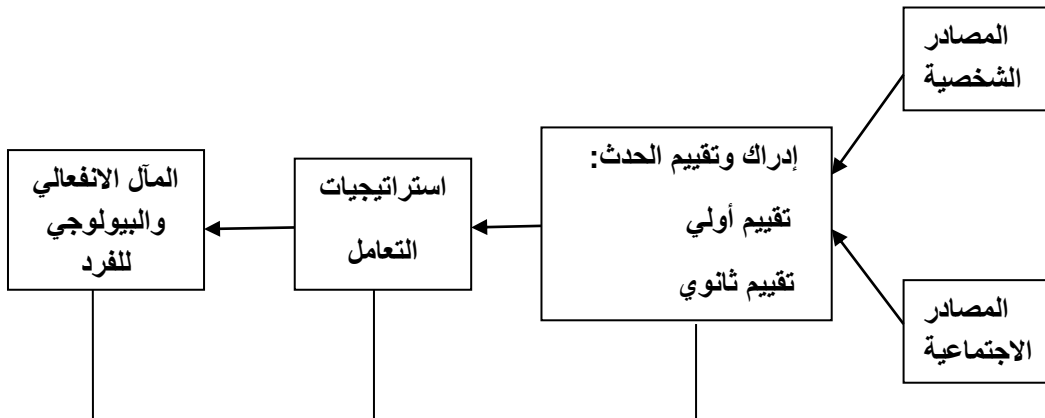 المصادر
الشخصية
إدراك وتقييم الحدث:
تقييم أولي
تقييم ثانوي
استراتيجيات
التعامل
المآل الانفعالي
والبيولوجي
للفرد
المصادر
الاجتماعية